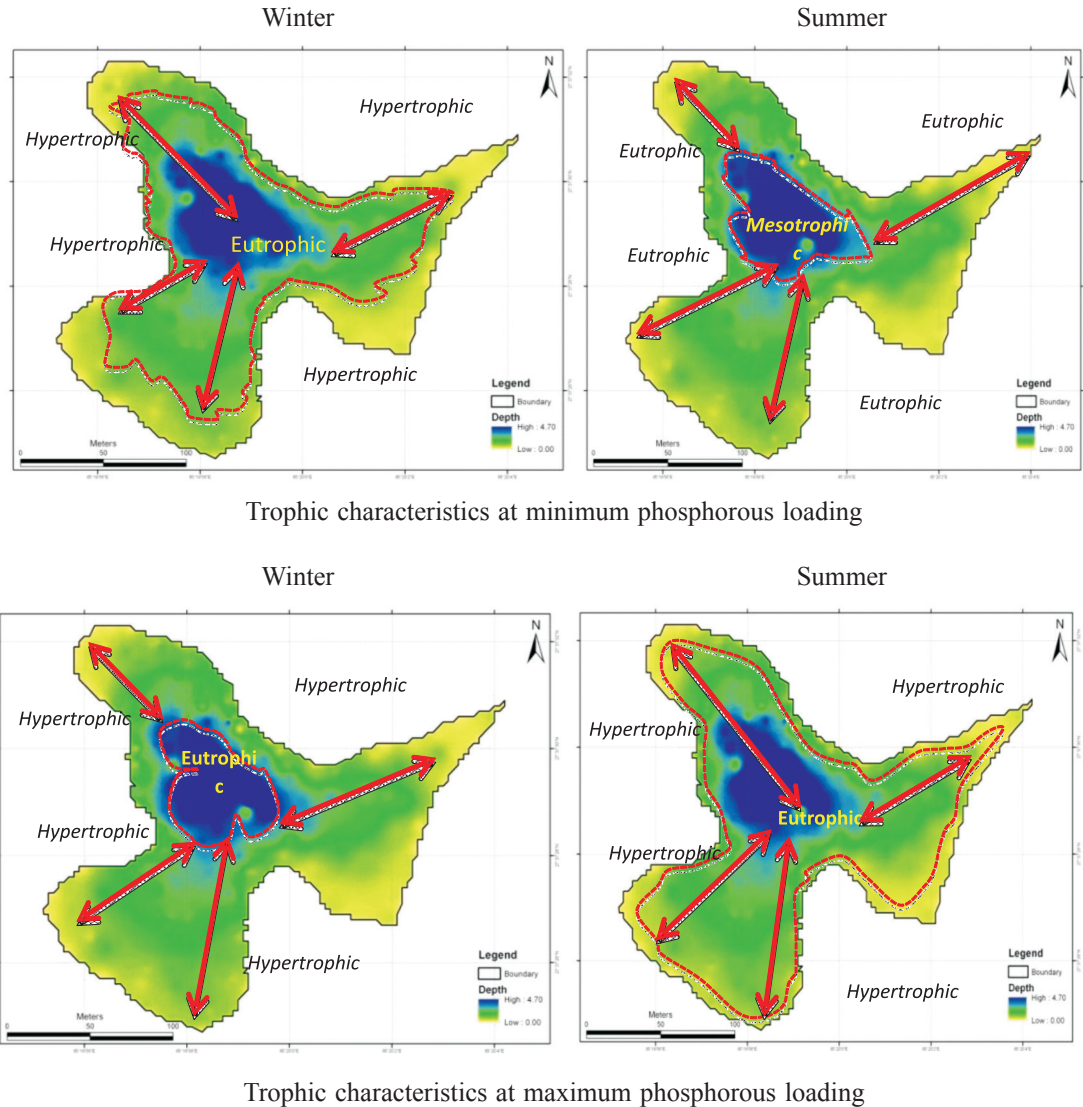 Winter
Summer
N
Hypertrophic
Hypertrophic
Hypertrophic
Eutrophic
Hypertrophic
Legend
Boundary
Depth
High : 4.70
Low : 0.00
Meters
0 50 100
N
Eutrophic
Eutrophic
Mesotrophi
c
Eutrophic
Eutrophic
Legend
Boundary
Depth
High : 4.70
Low : 0.00
Meters
0 50 100
Trophic characteristics at minimum phosphorous loading
Winter
Summer
N
Hypertrophic
Hypertrophic
Eutrophi
c
Hypertrophic
Hypertrophic
Legend
Boundary
Depth
High : 4.70
Low : 0.00
Meters
0 50 100
N
Hypertrophic
Hypertrophic
Eutrophic
Hypertrophic
Hypertrophic
Legend
Boundary
Depth
High : 4.70
Low : 0.00
Meters
0 50 100
Trophic characteristics at maximum phosphorous loading